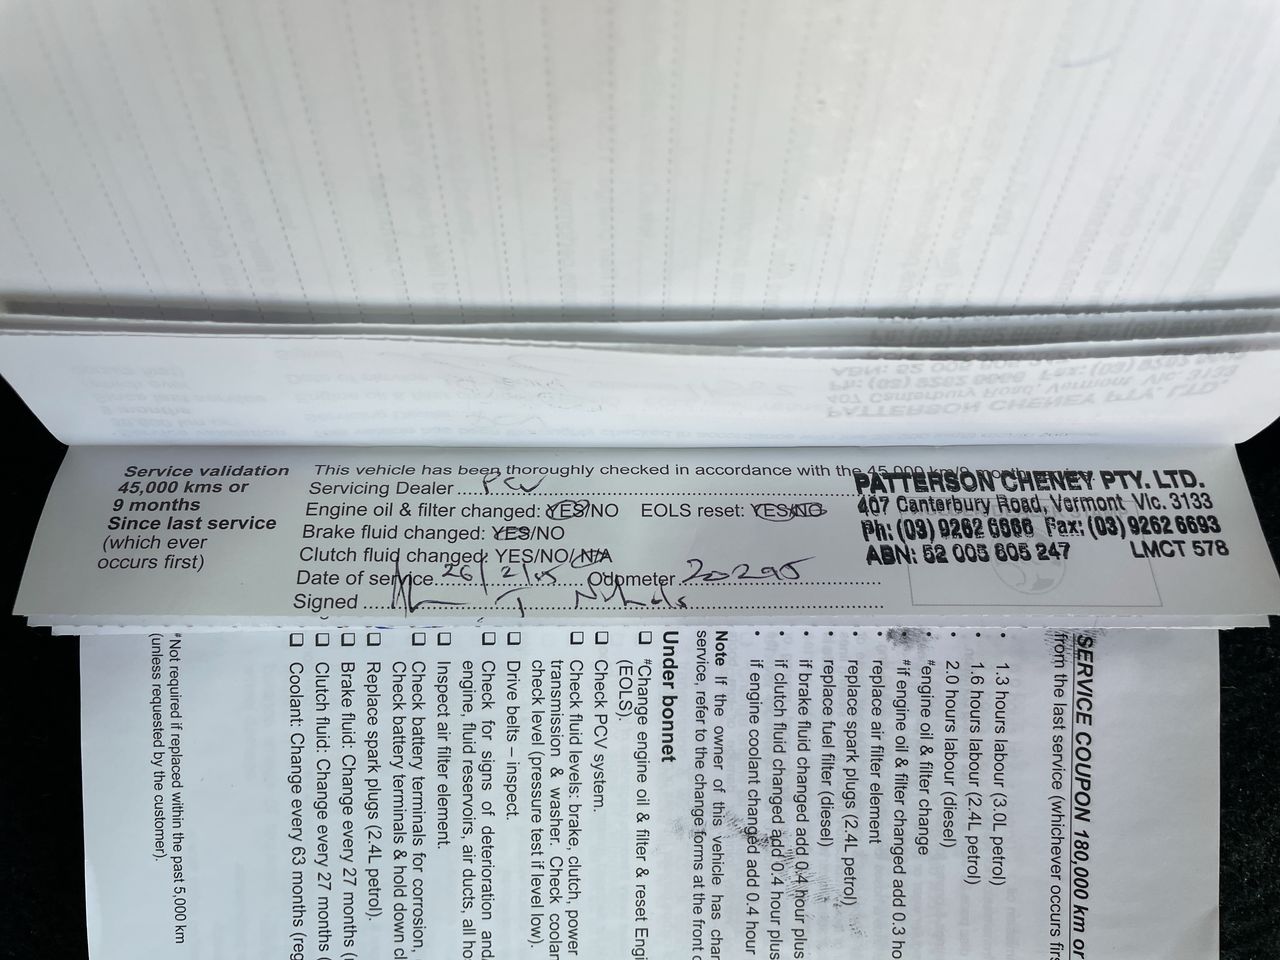 Service validation
45,000 kms or
9 months
Since last service
(which ever
occurs first)
This vehicle has been thoroughly checked in accordance with the 45,000 km/9 month
Servicing Dealer
Engine oil & filter changed: YES/NO EOLS reset: YES/NO
Brake fluid changed: YES/NO
Clutch fluid changed: YES/NO/N/A
Date of service 26/2/ Odometer 20295
Signed
PATTERSON CHENEY PTY. LTD.
407 Canterbury Road, Vermont Vic. 3133
Ph: (03) 9262 6666 Fax: (03) 9262 6693
ABN: 52 005 605 247 LMCT 578
SERVICE COUPON 180,000 km or
from the last service (whichever occurs firs
• 1.3 hours labour (3.0L petrol)
• 1.6 hours labour (2.4L petrol)
• 2.0 hours labour (diesel)
• #engine oil & filter change
• #if engine oil & filter changed add 0.3 ho
replace air filter element
• replace spark plugs (2.4L petrol)
• replace fuel filter (diesel)
• if brake fluid changed add 0.4 hour plus
• if clutch fluid changed add 0.4 hour plus
• if engine coolant changed add 0.4 hour
Note If the owner of this vehicle has chan
service, refer to the change forms at the front o
Under bonnet
☐ #Change engine oil & filter & reset Engi
(EOLS).
☐ Check PCV system.
☐ Check fluid levels: brake, clutch, power
transmission & washer. Check coolan
check level (pressure test if level low).
☐ Drive belts – inspect.
☐ Check for signs of deterioration and
engine, fluid reservoirs, air ducts, all ho
☐ Inspect air filter element.
☐ Check battery terminals for corrosion,
Check battery terminals & hold down cl
☐ Replace spark plugs (2.4L petrol).
☐ Brake fluid: Change every 27 months (
☐ Clutch fluid: Change every 27 months (
☐ Coolant: Change every 63 months (reg
#Not required if replaced within the past 5,000 km
(unless requested by the customer).